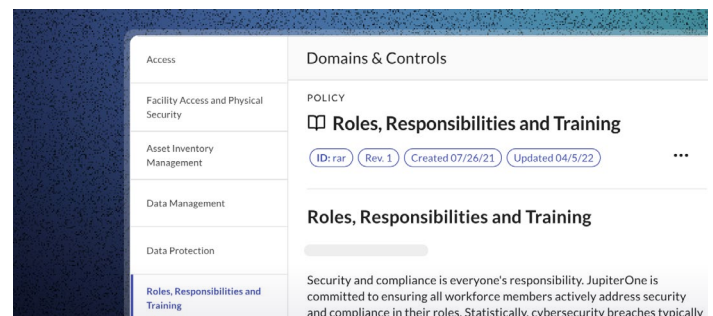 Access
Facility Access and Physical
Security
Asset Inventory
Management
Data Management
Data Protection
Roles, Responsibilities and
Training
Domains & Controls
POLICY
Roles, Responsibilities and Training
ID: rar
Rev. 1
Created 07/26/21
Updated 04/5/22
Roles, Responsibilities and Training
Security and compliance is everyone's responsibility. JupiterOne is
committed to ensuring all workforce members actively address security
and compliance in their roles. Statistically, cybersecurity breaches typically